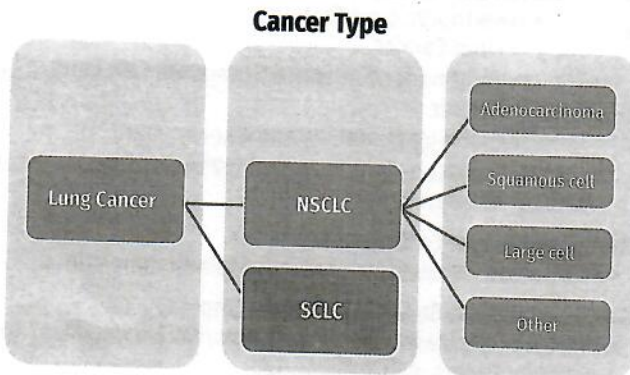 Cancer Type
Lung Cancer
NSCLC
SCLC
Adenocarcinoma
Squamous cell
Large cell
Other